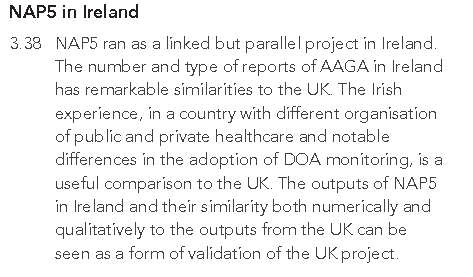 NAP5 in Ireland
3.38 NAP5 ran as a linked but parallel project in Ireland.
The number and type of reports of AAGA in Ireland
has remarkable similarities to the UK. The Irish
experience, in a country with different organisation
of public and private healthcare and notable
differences in the adoption of DOA monitoring, is a
useful comparison to the UK. The outputs of NAP5
in Ireland and their similarity both numerically and
qualitatively to the outputs from the UK can be
seen as a form of validation of the UK project.